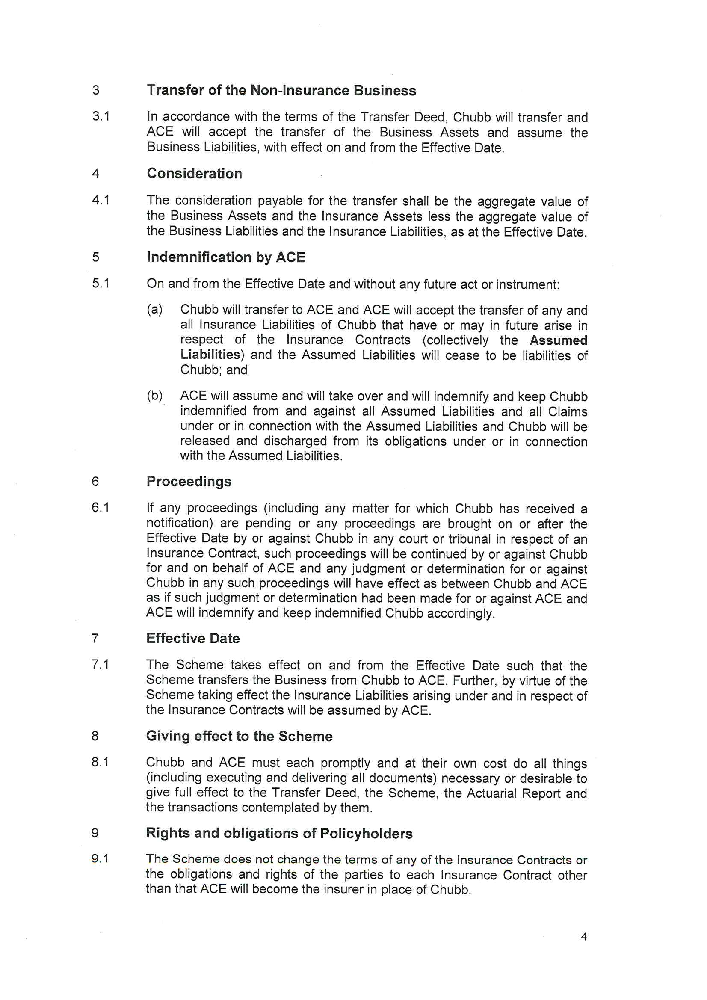 3 Transfer of the Non-Insurance Business
3.1 In accordance with the terms of the Transfer Deed, Chubb will transfer and
ACE will accept the transfer of the Business Assets and assume the
Business Liabilities, with effect on and from the Effective Date.
4 Consideration
4.1 The consideration payable for the transfer shall be the aggregate value of
the Business Assets and the Insurance Assets less the aggregate value of
the Business Liabilities and the Insurance Liabilities, as at the Effective Date.
5 Indemnification by ACE
5.1 On and from the Effective Date and without any future act or instrument:
(a) Chubb will transfer to ACE and ACE will accept the transfer of any and
all Insurance Liabilities of Chubb that have or may in future arise in
respect of the Insurance Contracts (collectively the Assumed
Liabilities) and the Assumed Liabilities will cease to be liabilities of
Chubb; and
(b) ACE will assume and will take over and will indemnify and keep Chubb
indemnified from and against all Assumed Liabilities and all Claims
under or in connection with the Assumed Liabilities and Chubb will be
released and discharged from its obligations under or in connection
with the Assumed Liabilities.
6 Proceedings
6.1 If any proceedings (including any matter for which Chubb has received a
notification) are pending or any proceedings are brought on or after the
Effective Date by or against Chubb in any court or tribunal in respect of an
Insurance Contract, such proceedings will be continued by or against Chubb
for and on behalf of ACE and any judgment or determination for or against
Chubb in any such proceedings will have effect as between Chubb and ACE
as if such judgment or determination had been made for or against ACE and
ACE will indemnify and keep indemnified Chubb accordingly.
7 Effective Date
7.1 The Scheme takes effect on and from the Effective Date such that the
Scheme transfers the Business from Chubb to ACE. Further, by virtue of the
Scheme taking effect the Insurance Liabilities arising under and in respect of
the Insurance Contracts will be assumed by ACE.
8 Giving effect to the Scheme
8.1 Chubb and ACE must each promptly and at their own cost do all things
(including executing and delivering all documents) necessary or desirable to
give full effect to the Transfer Deed, the Scheme, the Actuarial Report and
the transactions contemplated by them.
9 Rights and obligations of Policyholders
9.1 The Scheme does not change the terms of any of the Insurance Contracts or
the obligations and rights of the parties to each Insurance Contract other
than that ACE will become the insurer in place of Chubb.
4